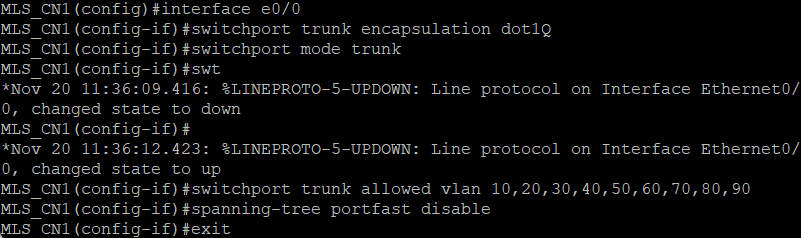 MLS_CN1(config)#interface e0/0
MLS_CN1(config-if)#switchport trunk encapsulation dot1Q
MLS_CN1(config-if)#switchport mode trunk
MLS_CN1(config-if)#swt
*Nov 20 11:36:09.416: %LINEPROTO-5-UPDOWN: Line protocol on Interface Ethernet0/
0, changed state to down
MLS_CN1(config-if)#
*Nov 20 11:36:12.423: %LINEPROTO-5-UPDOWN: Line protocol on Interface Ethernet0/
0, changed state to up
MLS_CN1(config-if)#switchport trunk allowed vlan 10,20,30,40,50,60,70,80,90
MLS_CN1(config-if)#spanning-tree portfast disable
MLS_CN1(config-if)#exit